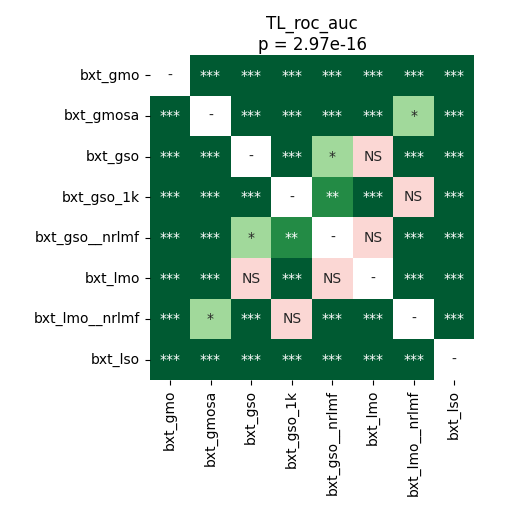 TL_roc_auc
p = 2.97e-16
bxt_gmo - *** *** *** *** *** *** ***
bxt_gmosa *** - *** *** *** *** * ***
bxt_gso *** *** - *** * NS *** ***
bxt_gso_1k *** *** *** - ** *** NS ***
bxt_gso__nrlmf *** *** * ** - NS *** ***
bxt_lmo *** *** NS *** NS - *** ***
bxt_lmo__nrlmf *** * *** NS *** *** - ***
bxt_lso *** *** *** *** *** *** *** -
bxt_gmo
bxt_gmosa
bxt_gso
bxt_gso_1k
bxt_gso__nrlmf
bxt_lmo
bxt_lmo__nrlmf
bxt_lso